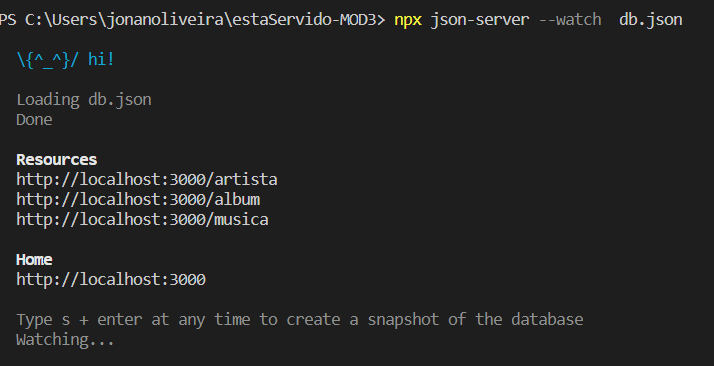 PS C:\Users\jonanoliveira\estaServido-MOD3> npx json-server --watch  db.json
\{^_^}/ hi!
Loading db.json
Done
Resources
http://localhost:3000/artista
http://localhost:3000/album
http://localhost:3000/musica
Home
http://localhost:3000
Type s + enter at any time to create a snapshot of the database
Watching...